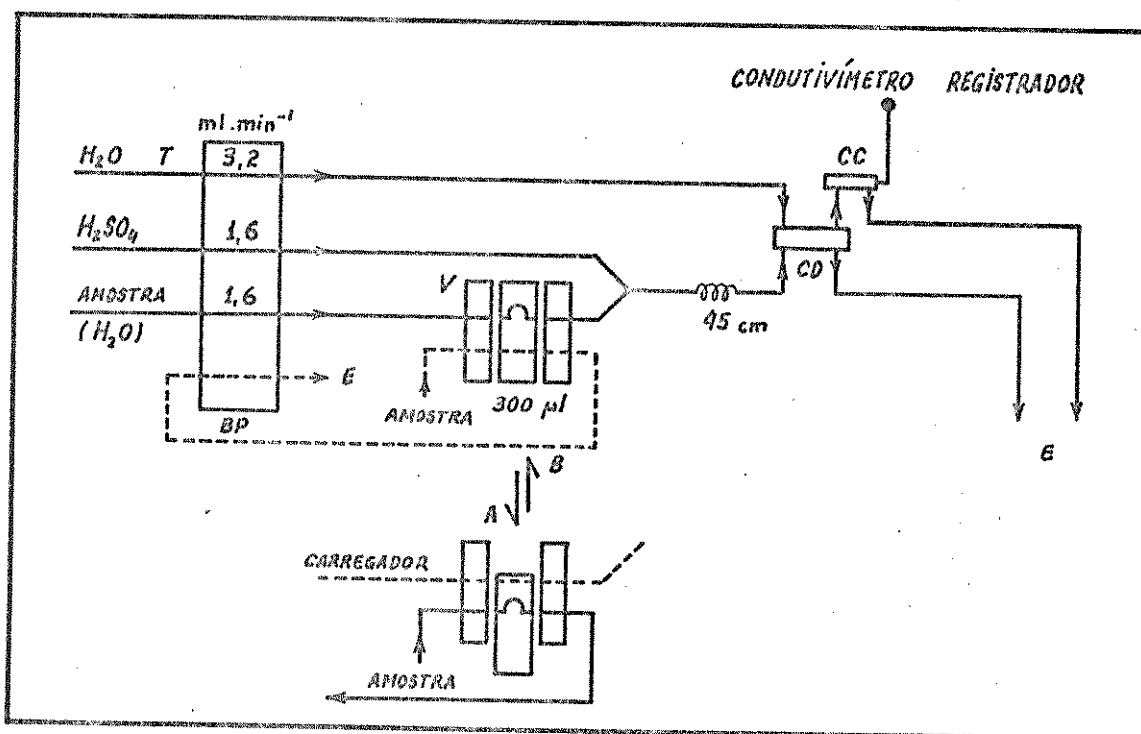 CONDUTIVÍMETRO REGISTRADOR
ml.min⁻¹
H₂O T 3,2
CC
H₂SO₄ 1,6
CD
AMOSTRA 1,6
(H₂O)
V
45 cm
E
AMOSTRA
300 µl
BP
E
B
A
CARREGADOR
AMOSTRA